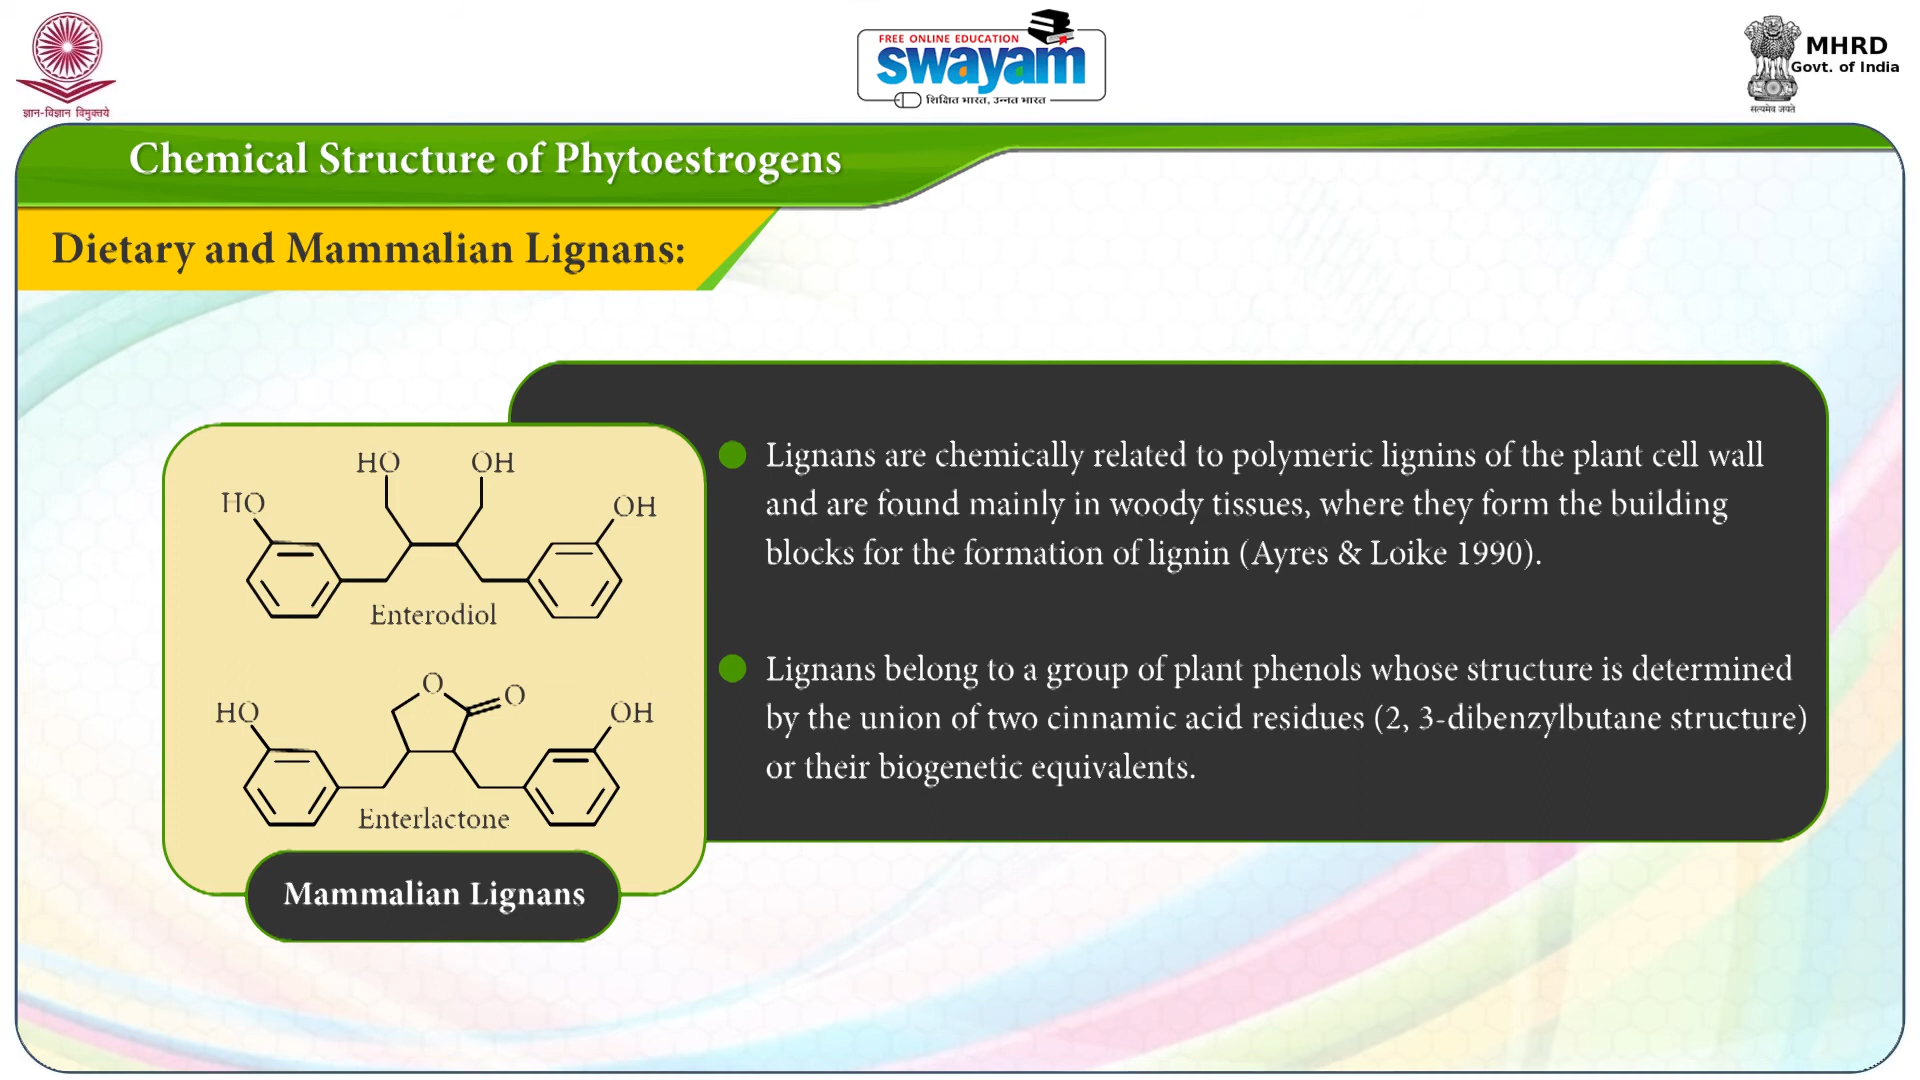 ज्ञान-विज्ञान विमुक्तये
FREE ONLINE EDUCATION
swayam
शिक्षित भारत, उन्नत भारत
MHRD
Govt. of India
सत्यमेव जयते
Chemical Structure of Phytoestrogens
Dietary and Mammalian Lignans:
HO OH
HO OH
Enterodiol
O
O
HO OH
Enterlactone
Mammalian Lignans
Lignans are chemically related to polymeric lignins of the plant cell wall
and are found mainly in woody tissues, where they form the building
blocks for the formation of lignin (Ayres & Loike 1990).
Lignans belong to a group of plant phenols whose structure is determined
by the union of two cinnamic acid residues (2, 3-dibenzylbutane structure)
or their biogenetic equivalents.